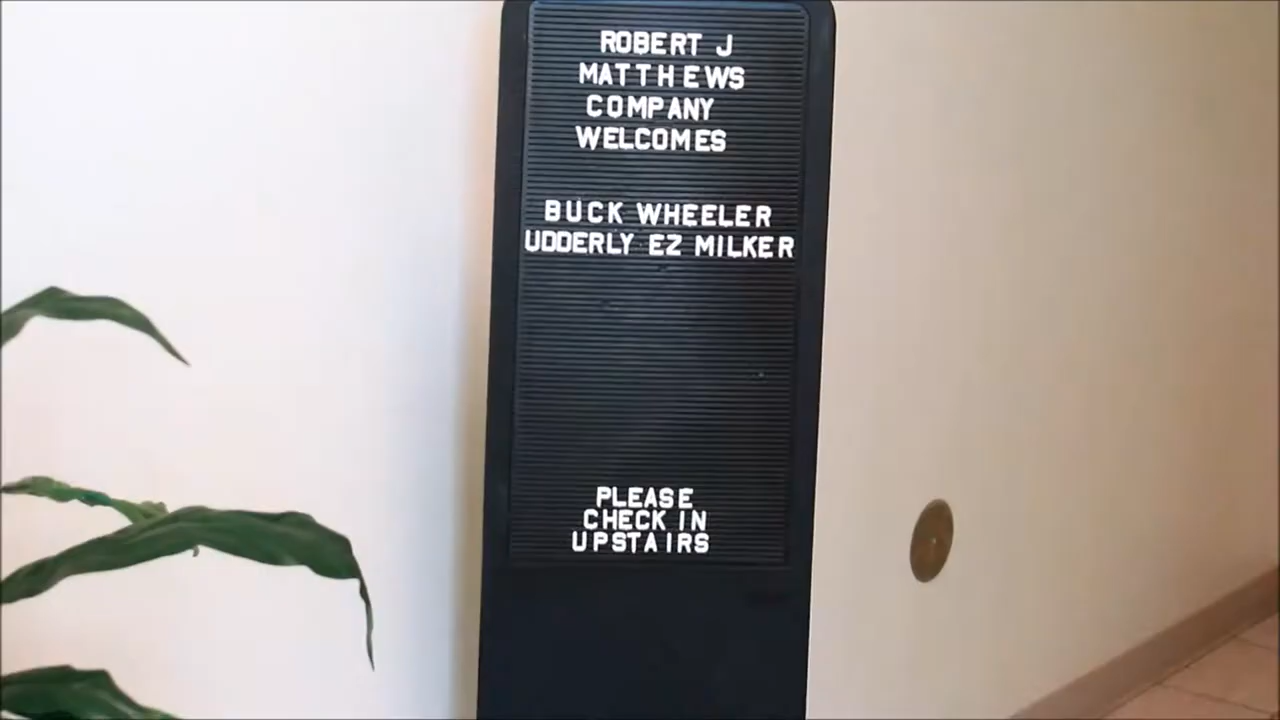 ROBERT J
MATTHEWS
COMPANY
WELCOMES
BUCK WHEELER
UDDERLY EZ MILKER
PLEASE
CHECK IN
UPSTAIRS